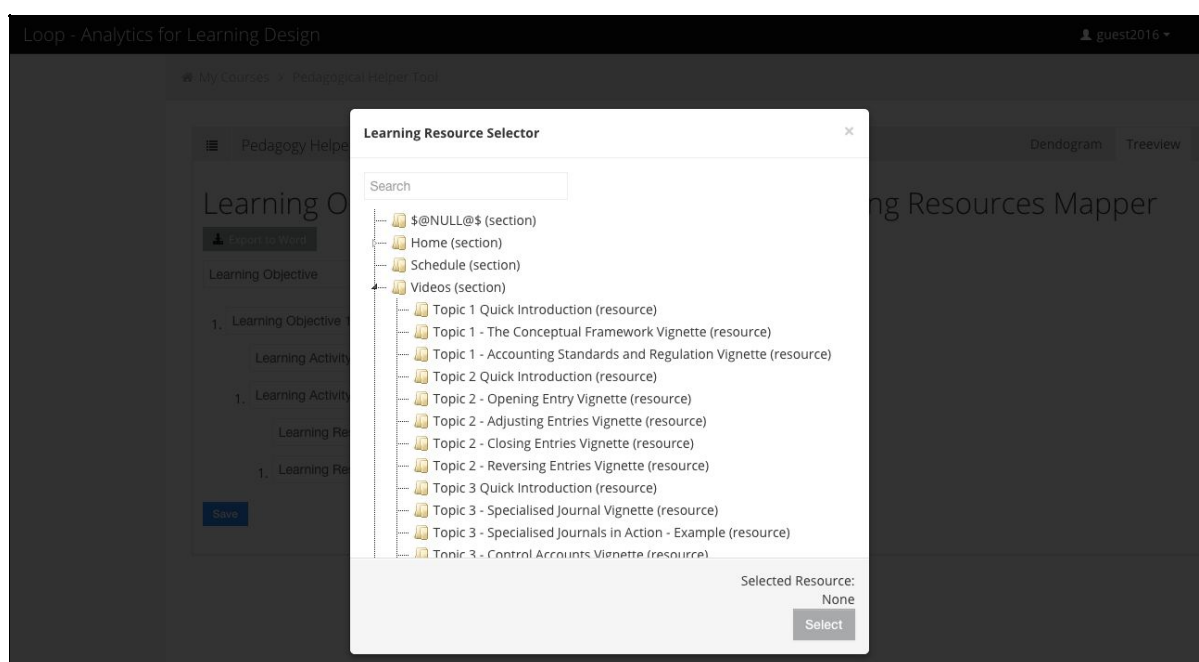 Loop - Analytics for Learning Design
guest2016
My Courses
Pedagogical Helper Tool
Learning Resource Selector
×
Pedagogy Helpe
Dendogram
Treeview
Search
Learning O
ng Resources Mapper
$@NULL@$ (section)
Export to Word
Home (section)
Schedule (section)
Learning Objective
Videos (section)
Topic 1 Quick Introduction (resource)
1. Learning Objective 1
Topic 1 - The Conceptual Framework Vignette (resource)
Learning Activity
Topic 1 - Accounting Standards and Regulation Vignette (resource)
Topic 2 Quick Introduction (resource)
1. Learning Activity
Topic 2 - Opening Entry Vignette (resource)
Topic 2 - Adjusting Entries Vignette (resource)
Learning Re
Topic 2 - Closing Entries Vignette (resource)
Topic 2 - Reversing Entries Vignette (resource)
1. Learning Re
Topic 3 Quick Introduction (resource)
Topic 3 - Specialised Journal Vignette (resource)
Save
Topic 3 - Specialised Journals in Action - Example (resource)
Topic 3 - Control Accounts Vignette (resource)
Selected Resource:
None
Select